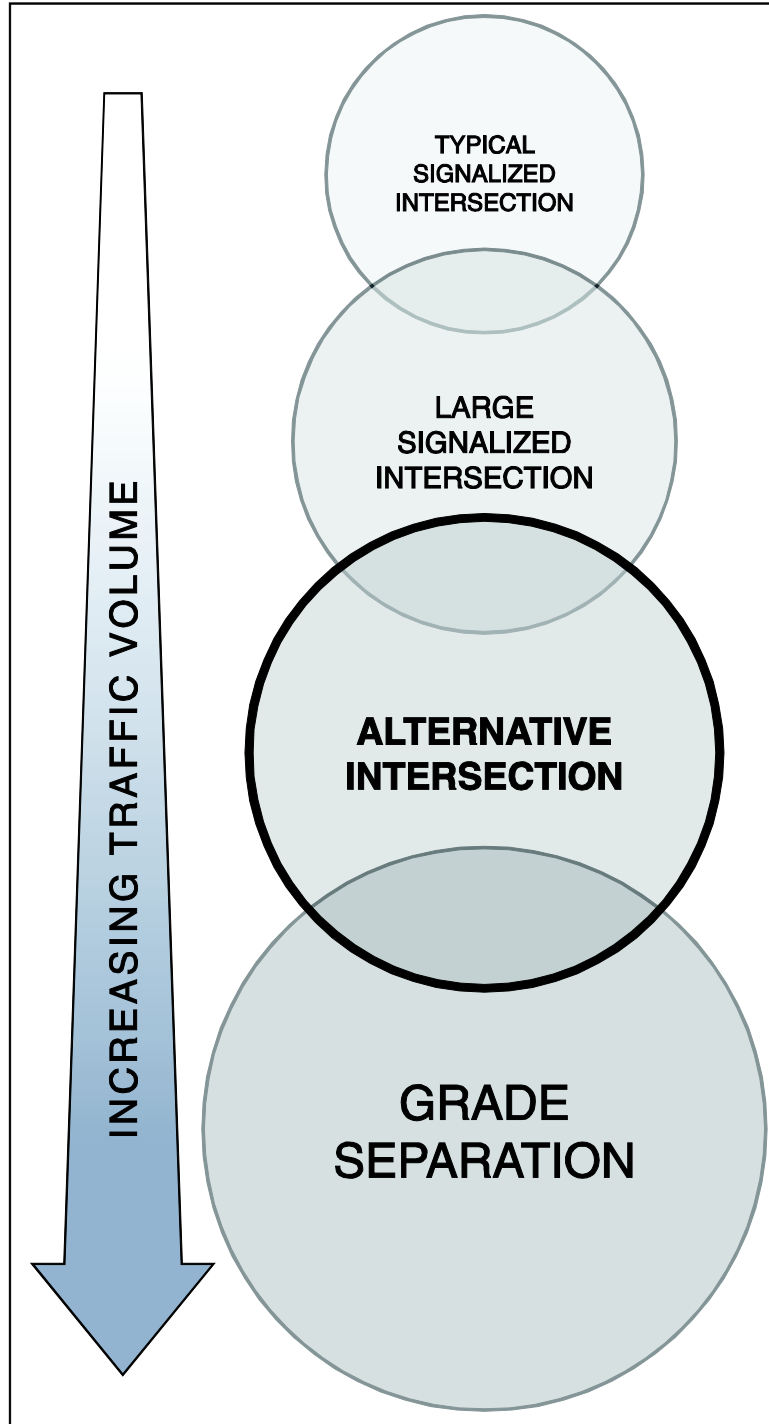 TYPICAL
SIGNALIZED
INTERSECTION
LARGE
SIGNALIZED
INTERSECTION
ALTERNATIVE
INTERSECTION
GRADE
SEPARATION
INCREASING TRAFFIC VOLUME